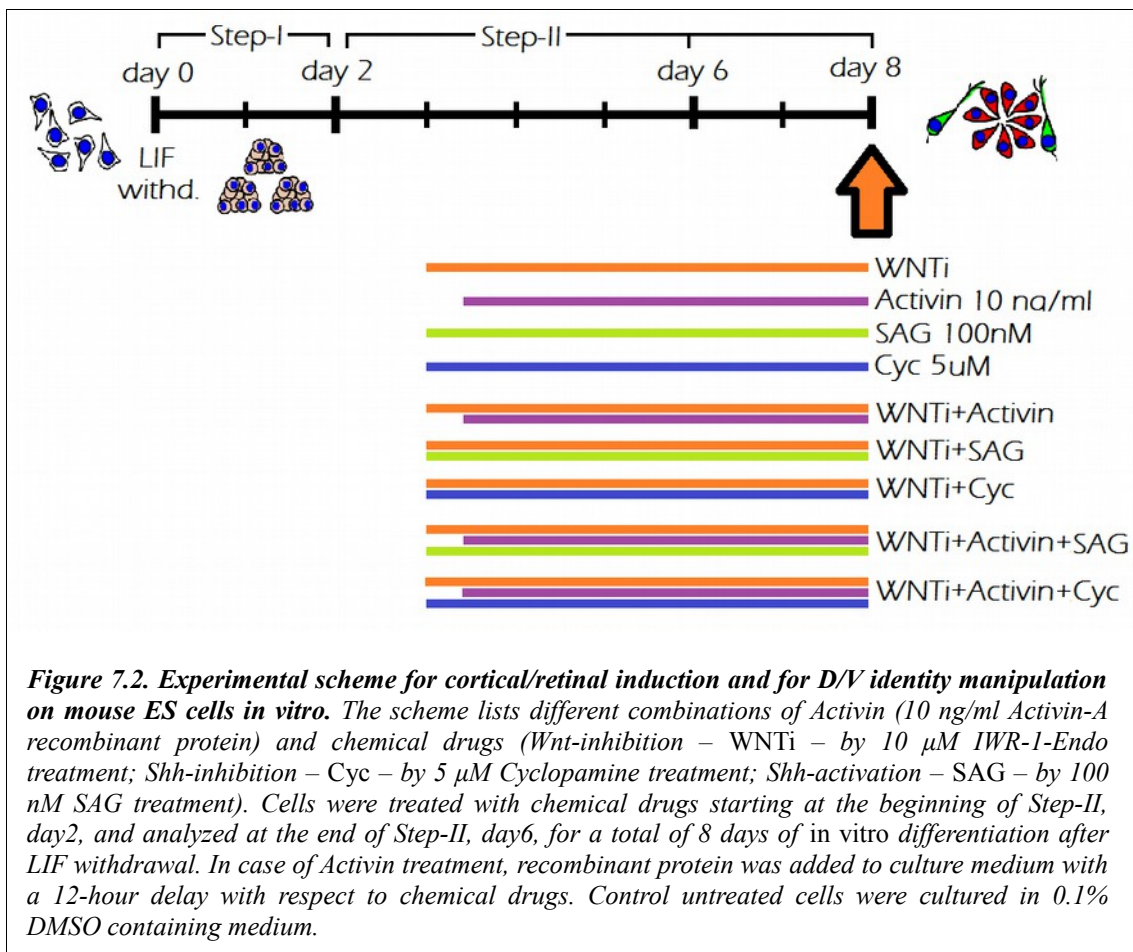 Step-I Step-II
day 0 day 2 day 6 day 8
LIF
withd.
WNTi
Activin 10 ng/ml
SAG 100nM
Cyc 5uM
WNTi+Activin
WNTi+SAG
WNTi+Cyc
WNTi+Activin+SAG
WNTi+Activin+Cyc
Figure 7.2. Experimental scheme for cortical/retinal induction and for D/V identity manipulation
on mouse ES cells in vitro. The scheme lists different combinations of Activin (10 ng/ml Activin-A
recombinant protein) and chemical drugs (Wnt-inhibition – WNTi – by 10 μM IWR-1-Endo
treatment; Shh-inhibition – Cyc – by 5 μM Cyclopamine treatment; Shh-activation – SAG – by 100
nM SAG treatment). Cells were treated with chemical drugs starting at the beginning of Step-II,
day2, and analyzed at the end of Step-II, day6, for a total of 8 days of in vitro differentiation after
LIF withdrawal. In case of Activin treatment, recombinant protein was added to culture medium with
a 12-hour delay with respect to chemical drugs. Control untreated cells were cultured in 0.1%
DMSO containing medium.